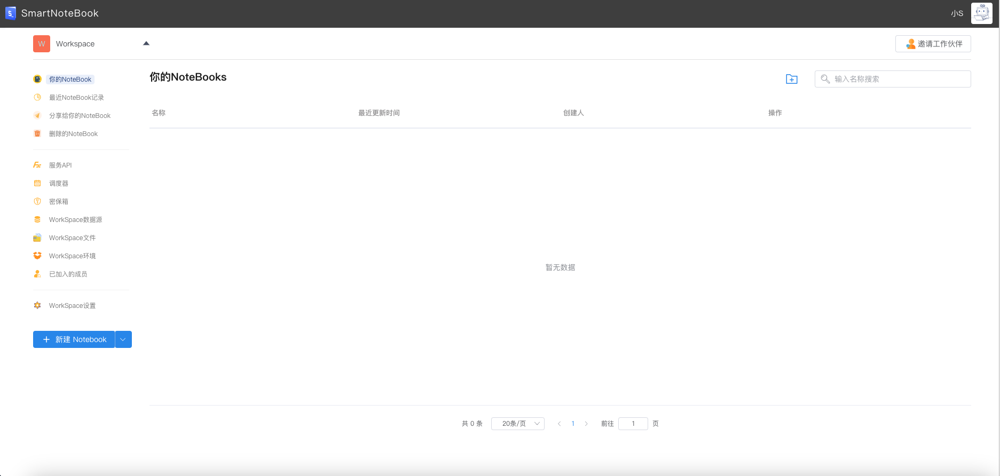 SmartNoteBook
小S
W Workspace
邀请工作伙伴
你的NoteBook
最近NoteBook记录
分享给你的NoteBook
删除的NoteBook
服务API
调度器
密保箱
WorkSpace数据源
WorkSpace文件
WorkSpace环境
已加入的成员
WorkSpace设置
新建 Notebook
你的NoteBooks
输入名称搜索
名称 最近更新时间 创建人 操作
暂无数据
共 0 条 20条/页 1 前往 1 页